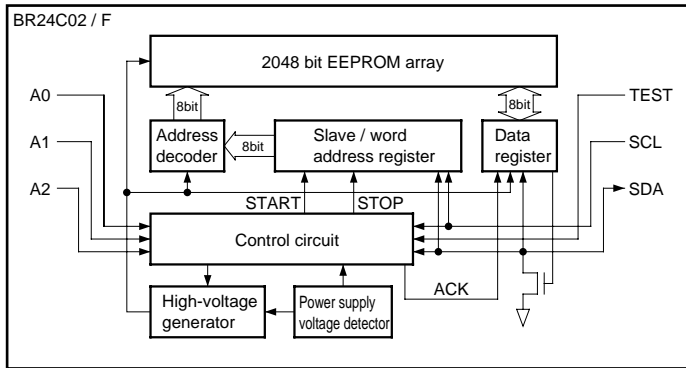 BR24C02 / F
2048 bit EEPROM array
A0
8bit
8bit
TEST
A1
Address
decoder
8bit
Slave / word
address register
Data
register
SCL
A2
START
STOP
SDA
Control circuit
ACK
High-voltage
generator
Power supply
voltage detector